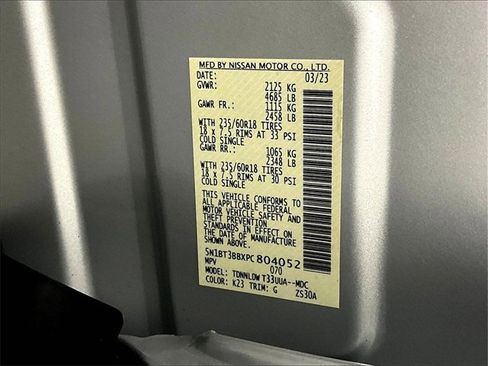 MFD BY NISSAN MOTOR CO., LTD.
DATE: 03/23
GVWR: 2125 KG
4685 LB
GAWR FR.: 1115 KG
2458 LB
WITH 235/60R18 TIRES
18 x 7.5 RIMS AT 33 PSI
COLD SINGLE
GAWR RR.: 1065 KG
2348 LB
WITH 235/60R18 TIRES
18 x 7.5 RIMS AT 30 PSI
COLD SINGLE
THIS VEHICLE CONFORMS TO
ALL APPLICABLE FEDERAL
MOTOR VEHICLE SAFETY AND
THEFT PREVENTION
STANDARDS IN EFFECT ON
THE DATE OF MANUFACTURE
SHOWN ABOVE.
5N1BT3BBXPC804052
MPV 070
MODEL: TDNNLDW T33UUA--MDC
COLOR: K23 TRIM: G ZS30A